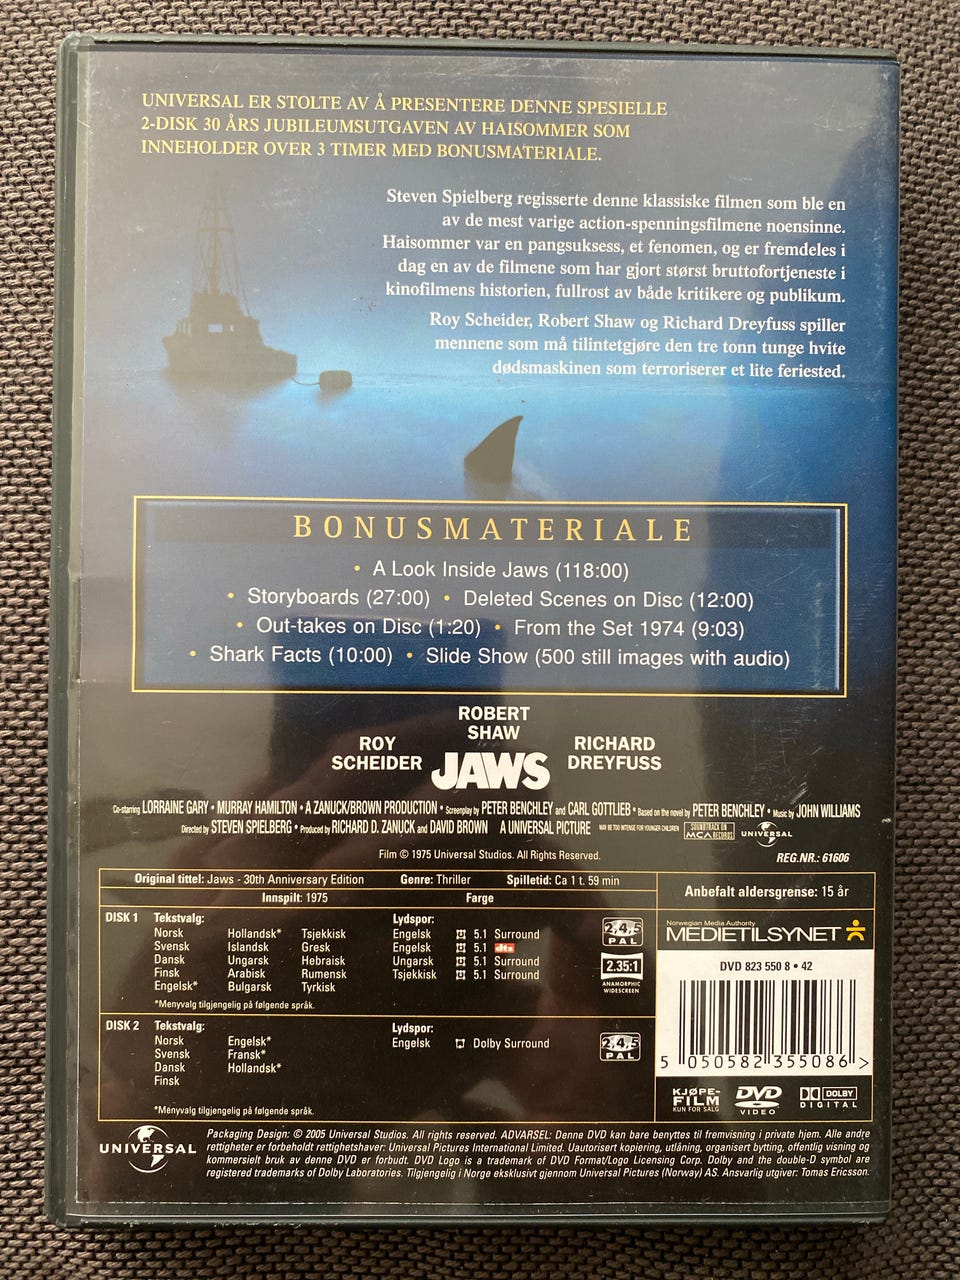 UNIVERSAL ER STOLTE AV Å PRESENTERE DENNE SPESIELLE
2-DISK 30 ÅRS JUBILEUMSUTGAVEN AV HAISOMMER SOM
INNEHOLDER OVER 3 TIMER MED BONUSMATERIALE.
Steven Spielberg regisserte denne klassiske filmen som ble en
av de mest varige action-spenningsfilmene noensinne.
Haisommer var en pangsuksess, et fenomen, og er fremdeles i
dag en av de filmene som har gjort størst bruttofortjeneste i
kinofilmens historien, fullrost av både kritikere og publikum.
Roy Scheider, Robert Shaw og Richard Dreyfuss spiller
mennene som må tilintetgjøre den tre tonn tunge hvite
dødsmaskinen som terroriserer et lite feriested.
BONUSMATERIALE
• A Look Inside Jaws (118:00)
• Storyboards (27:00) • Deleted Scenes on Disc (12:00)
• Out-takes on Disc (1:20) • From the Set 1974 (9:03)
• Shark Facts (10:00) • Slide Show (500 still images with audio)
ROBERT
SHAW
ROY
SCHEIDER
JAWS
RICHARD
DREYFUSS
Co-starring LORRAINE GARY • MURRAY HAMILTON • A ZANUCK/BROWN PRODUCTION • Screenplay by PETER BENCHLEY and CARL GOTTLIEB • Based on the novel by PETER BENCHLEY • Music by JOHN WILLIAMS
Directed by STEVEN SPIELBERG • Produced by RICHARD D. ZANUCK and DAVID BROWN A UNIVERSAL PICTURE MAY BE TOO INTENSE FOR YOUNGER CHILDREN SOUNDTRACK ON MCA RECORDS UNIVERSAL
Film © 1975 Universal Studios. All Rights Reserved.
REG.NR.: 61606
Original tittel: Jaws - 30th Anniversary Edition Genre: Thriller Spilletid: Ca 1 t. 59 min
Innspilt: 1975 Farge
Anbefalt aldersgrense: 15 år
DISK 1 Tekstvalg: Lydspor:
Norsk Hollandsk* Tsjekkisk Engelsk 5.1 Surround
Svensk Islandsk Gresk Engelsk 5.1 dts
Dansk Ungarsk Hebraisk Ungarsk 5.1 Surround
Finsk Arabisk Rumensk Tsjekkisk 5.1 Surround
Engelsk* Bulgarsk Tyrkisk
*Menyvalg tilgjengelig på følgende språk.
2,4,5
PAL
2.35:1
ANAMORPHIC
WIDESCREEN
Norwegian Media Authority
MEDIETILSYNET
DVD 823 550 8 • 42
5 050582 355086 >
DISK 2 Tekstvalg: Lydspor:
Norsk Engelsk* Engelsk Dolby Surround
Svensk Fransk*
Dansk Hollandsk*
Finsk
*Menyvalg tilgjengelig på følgende språk.
2,4,5
PAL
KJØPE-
FILM
KUN FOR SALG
DVD
VIDEO
DOLBY
DIGITAL
UNIVERSAL
Packaging Design: © 2005 Universal Studios. All rights reserved. ADVARSEL: Denne DVD kan bare benyttes til fremvisning i private hjem. Alle andre
rettigheter er forbeholdt rettighetshaver: Universal Pictures International Limited. Uautorisert kopiering, utlåning, organisert bytting, offentlig visning og
kommersielt bruk av denne DVD er forbudt. DVD Logo is a trademark of DVD Format/Logo Licensing Corp. Dolby and the double-D symbol are
registered trademarks of Dolby Laboratories. Tilgjengelig i Norge eksklusivt gjennom Universal Pictures (Norway) AS. Ansvarlig utgiver: Tomas Ericsson.